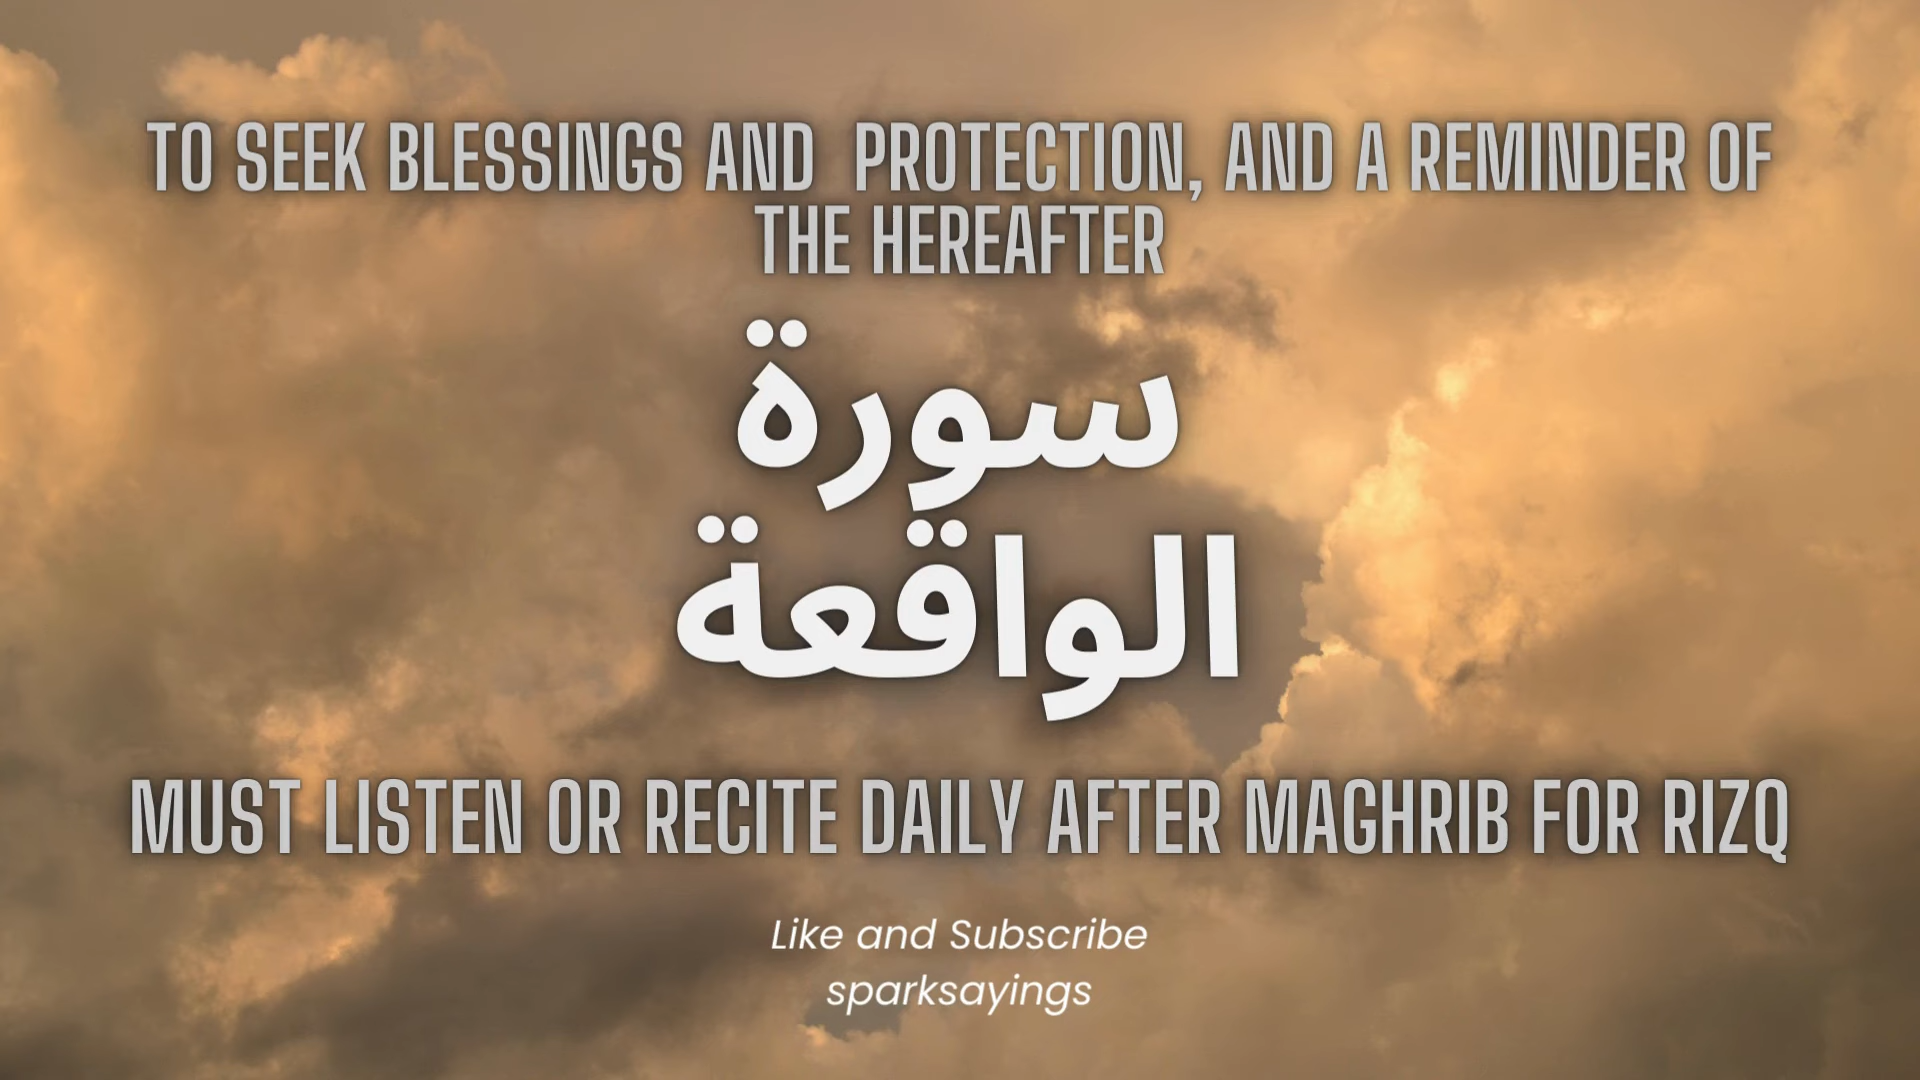 TO SEEK BLESSINGS AND PROTECTION, AND A REMINDER OF
THE HEREAFTER
سورة
الواقعة
MUST LISTEN OR RECITE DAILY AFTER MAGHRIB FOR RIZQ
Like and Subscribe
sparksayings